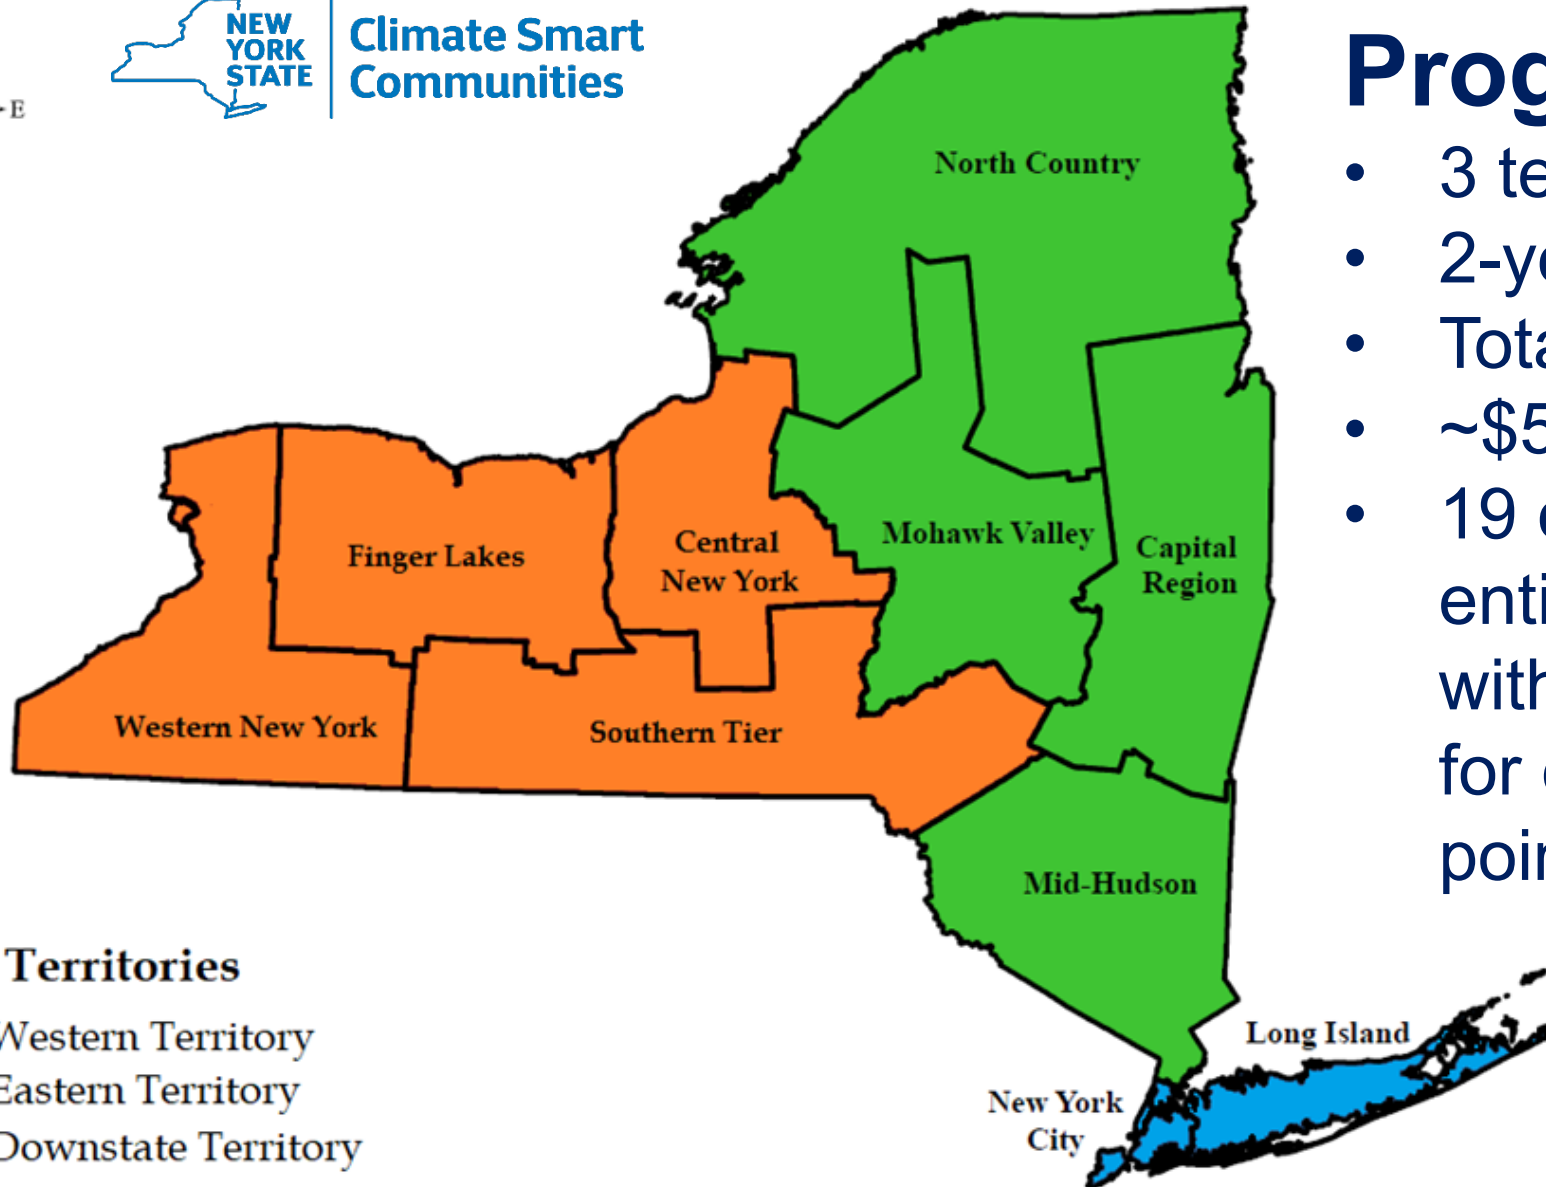 NEW
YORK
STATE
Climate Smart
Communities
E
North Country
Mohawk Valley
Capital
Region
Central
New York
Finger Lakes
Western New York
Southern Tier
Mid-Hudson
Long Island
New York
City
Territories
Western Territory
Eastern Territory
Downstate Territory
Prog
• 3 te
• 2-ye
• Tota
• ~$5
• 19
enti
with
for
poin